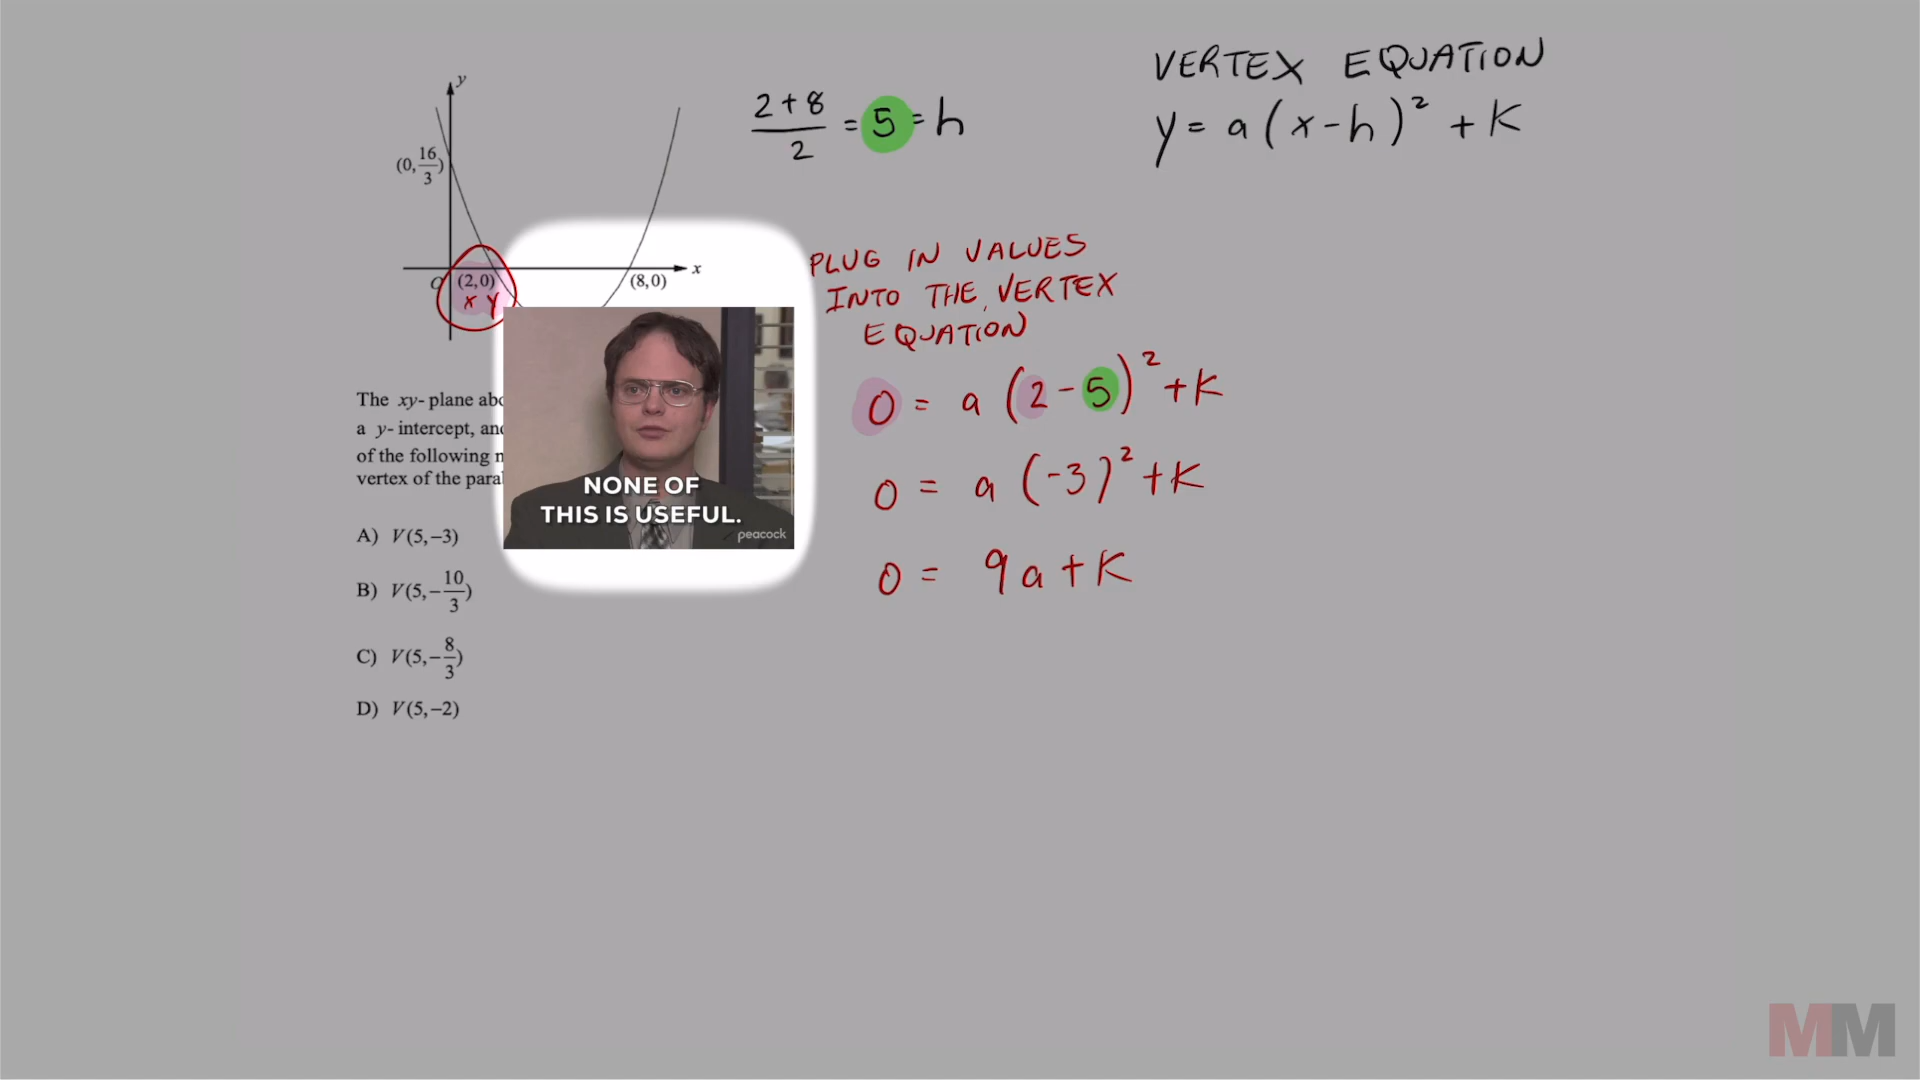 VERTEX EQUATION
y = a(x-h)² + K
2+8
2
= 5 = h
y
(0, 16/3)
O
(2,0)
(8,0)
x
X Y
PLUG IN VALUES
INTO THE VERTEX
EQUATION
0 = a(2-5)² + K
0 = a(-3)² + K
0 = 9a + K
The xy- plane
a y- intercept,
of the following
vertex of the
A) V(5,−3)
B) V(5,−10/3)
C) V(5,−8/3)
D) V(5,−2)
NONE OF
THIS IS USEFUL.
peacock
MM